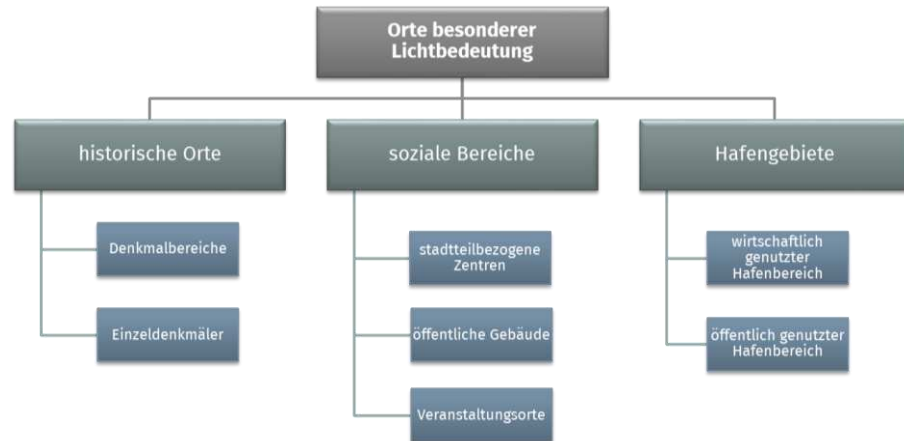 Orte besonderer
Lichtbedeutung
historische Orte
Denkmalbereiche
Einzeldenkmäler
soziale Bereiche
stadtteilbezogene
Zentren
öffentliche Gebäude
Veranstaltungsorte
Hafengebiete
wirtschaftlich
genutzter
Hafenbereich
öffentlich genutzter
Hafenbereich